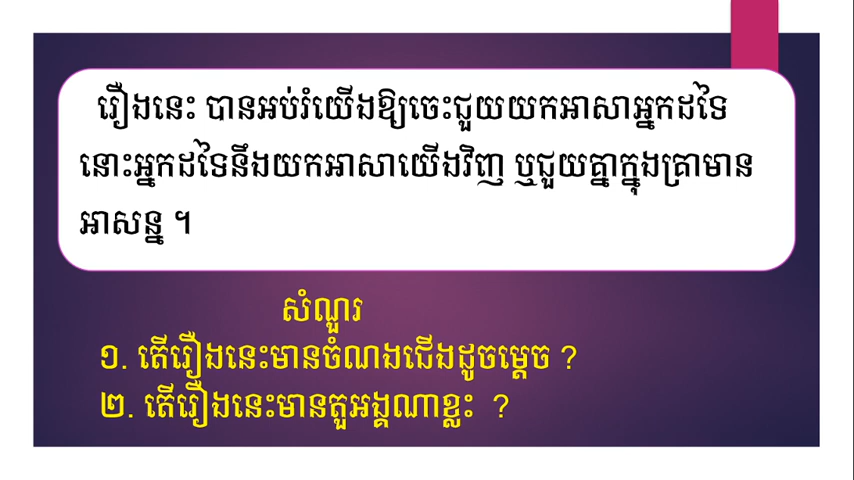 រឿងនេះ បានអប់រំយើងឱ្យចេះជួយយកអាសាអ្នកដទៃ
នោះអ្នកដទៃនឹងយកអាសាយើងវិញ ឬជួយគ្នាក្នុងគ្រាមាន
អាសន្ន ។
សំណួរ
១. តើរឿងនេះមានចំណងជើងដូចម្ដេច ?
២. តើរឿងនេះមានតួអង្គណាខ្លះ ?